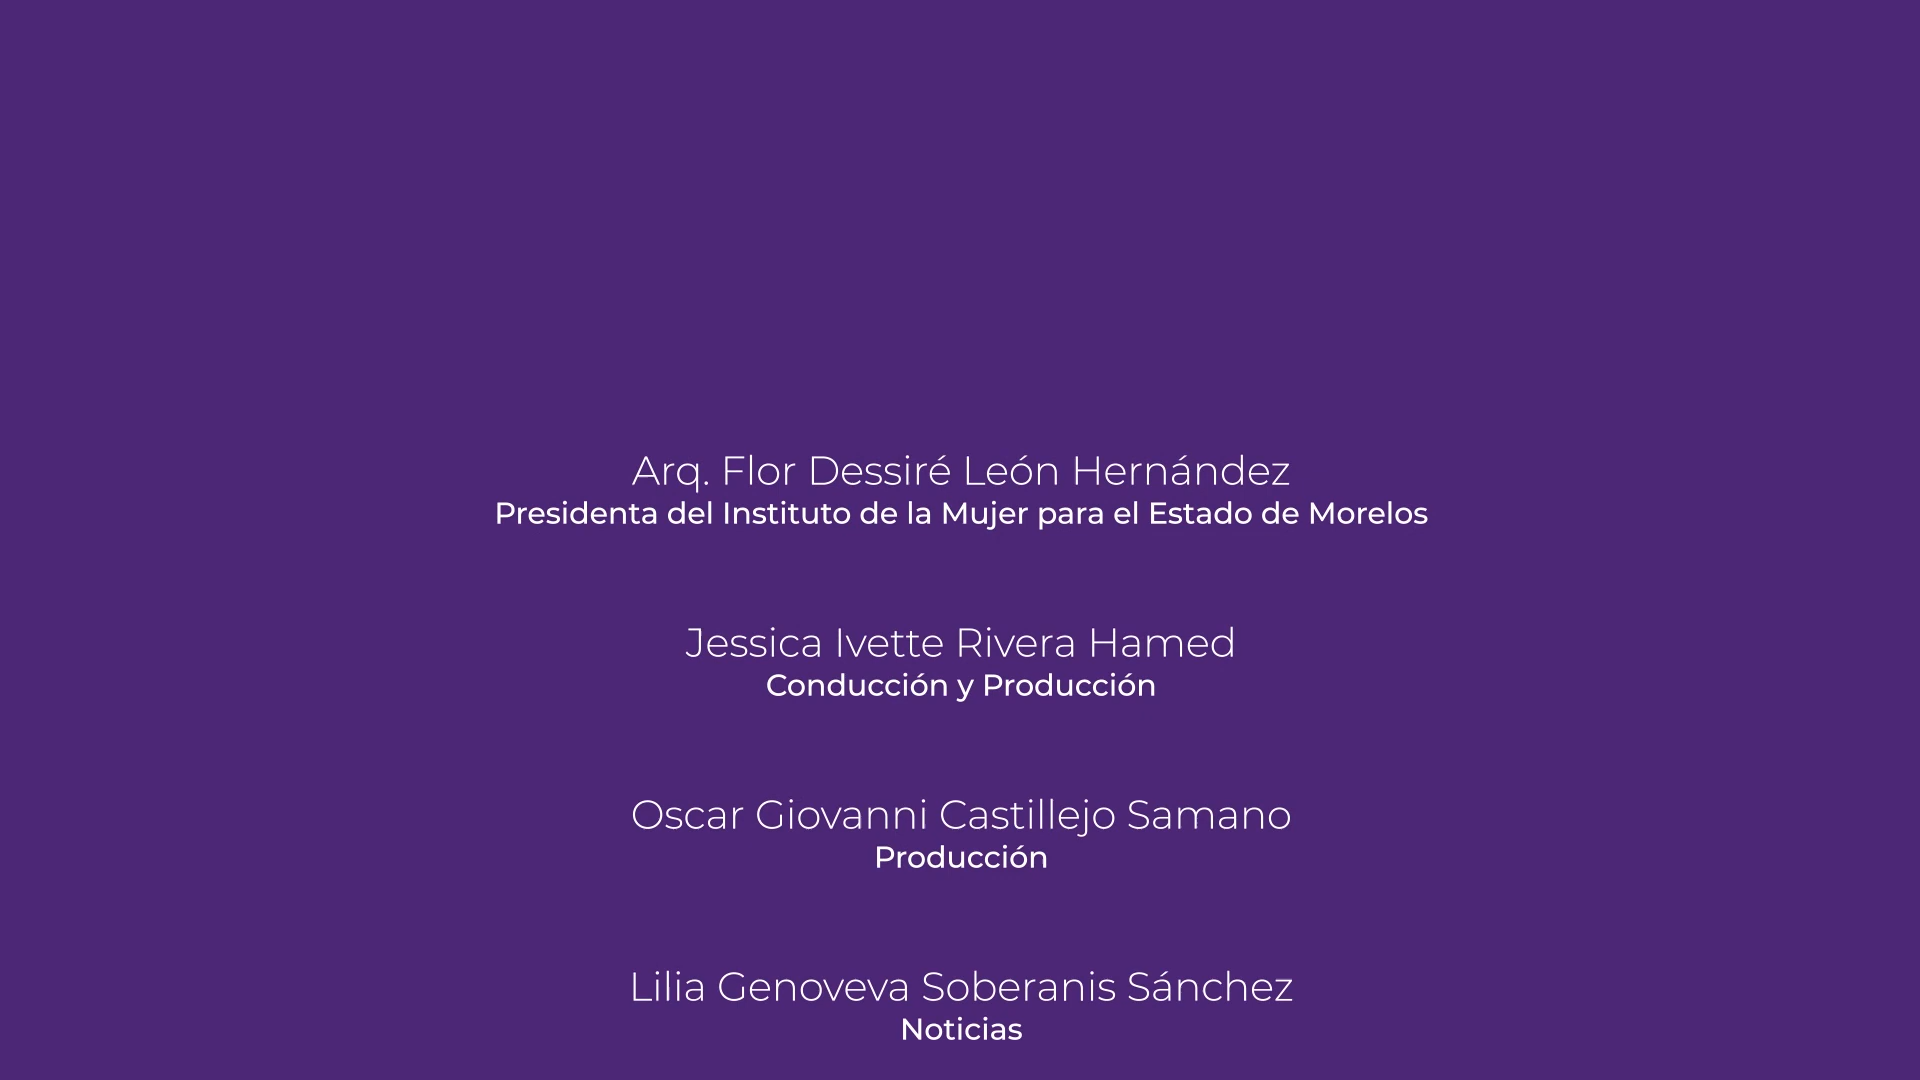 Arq. Flor Dessiré León Hernández
Presidenta del Instituto de la Mujer para el Estado de Morelos
Jessica Ivette Rivera Hamed
Conducción y Producción
Oscar Giovanni Castillejo Samano
Producción
Lilia Genoveva Soberanis Sánchez
Noticias